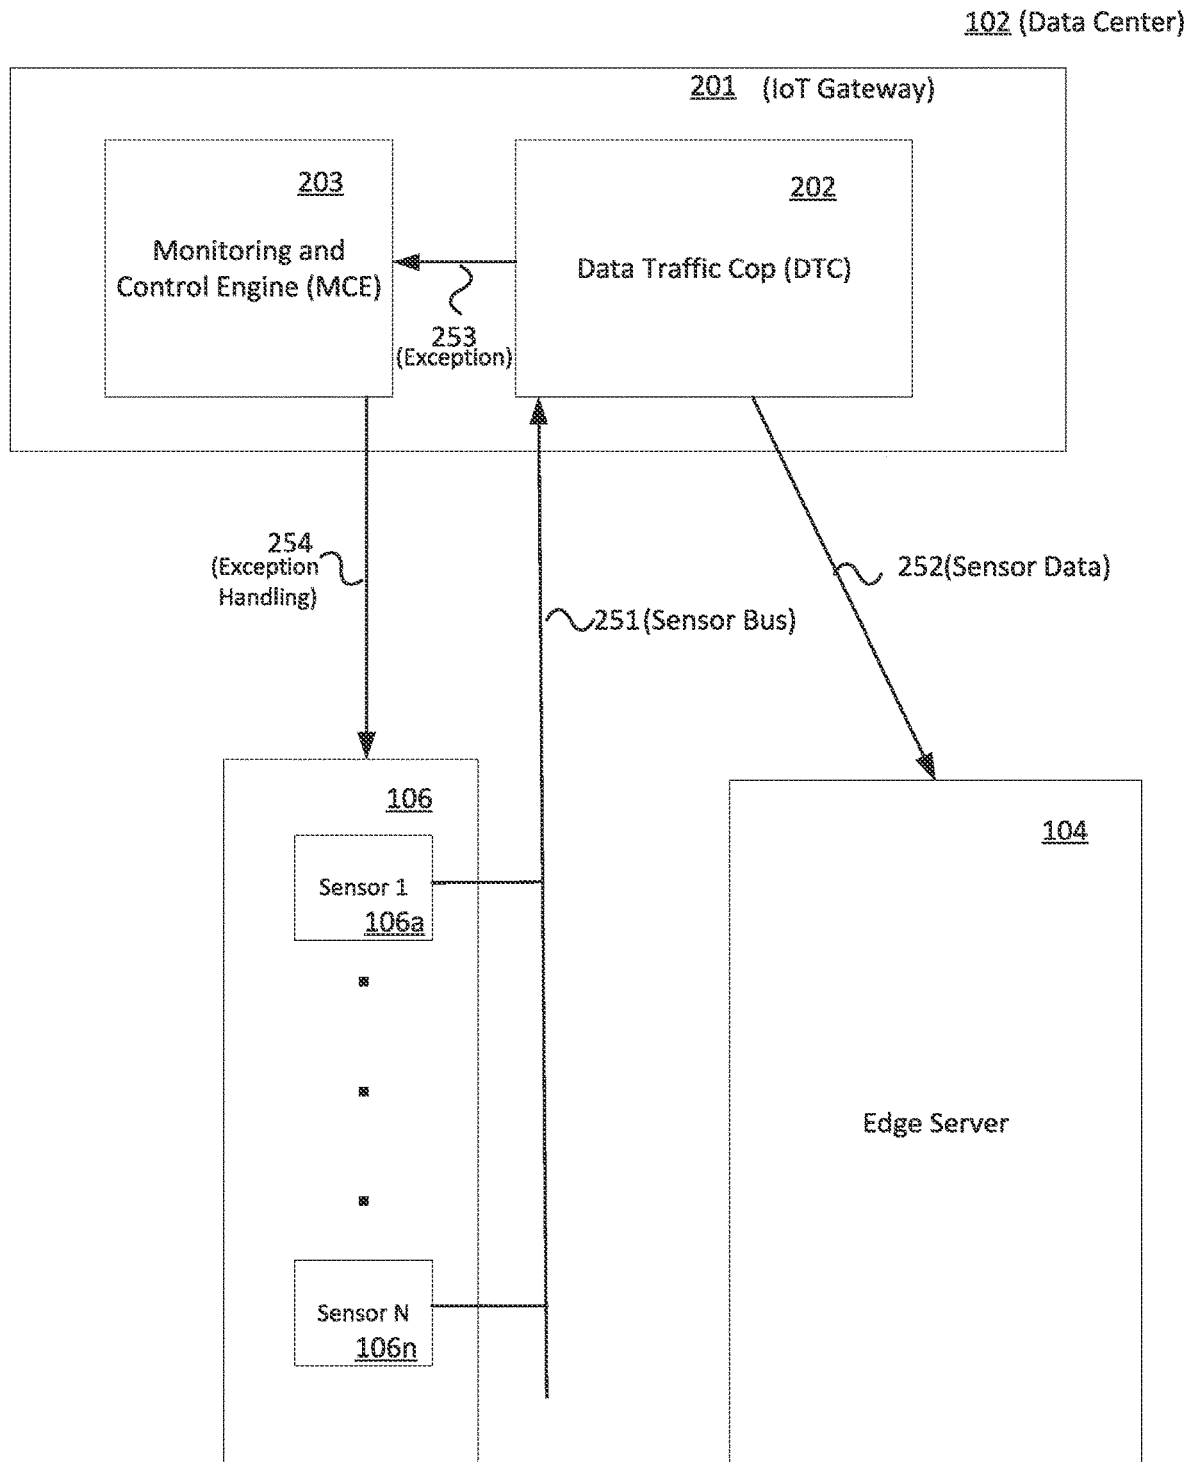 102 (Data Center)
201 (IoT Gateway)
203
Monitoring and
Control Engine (MCE)
202
Data Traffic Cop (DTC)
253
(Exception)
254
(Exception
Handling)
252(Sensor Data)
251(Sensor Bus)
106
Sensor 1
106a
Sensor N
106n
104
Edge Server